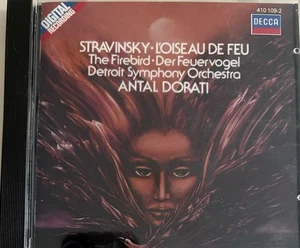 DIGITAL
RECORDING
410 109-2
DECCA
STRAVINSKY · L'OISEAU DE FEU
The Firebird · Der Feuervogel
Detroit Symphony Orchestra
ANTAL DORATI